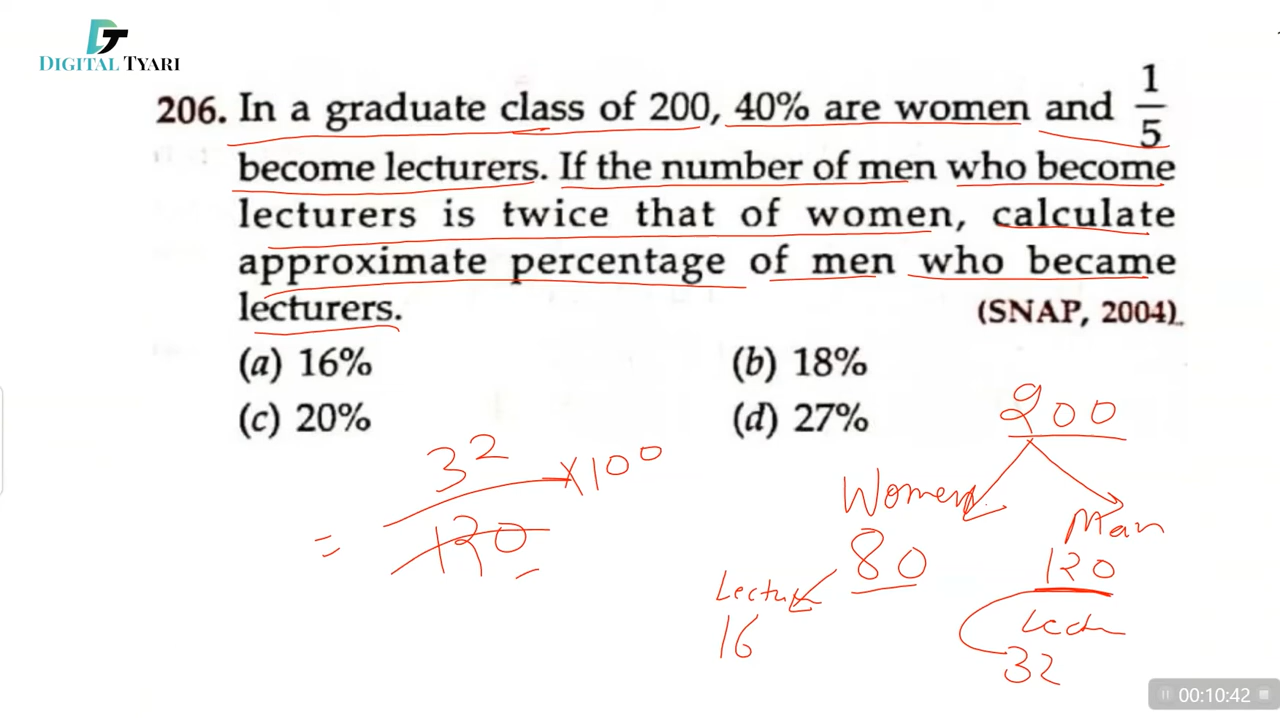 DT
DIGITAL TYARI
206. In a graduate class of 200, 40% are women and 1/5
become lecturers. If the number of men who become
lecturers is twice that of women, calculate
approximate percentage of men who became
lecturers. (SNAP, 2004)
(a) 16% (b) 18%
(c) 20% (d) 27%
200
Women Man
80 120
Lectu
16 32
= 32/120 ×100
00:10:42